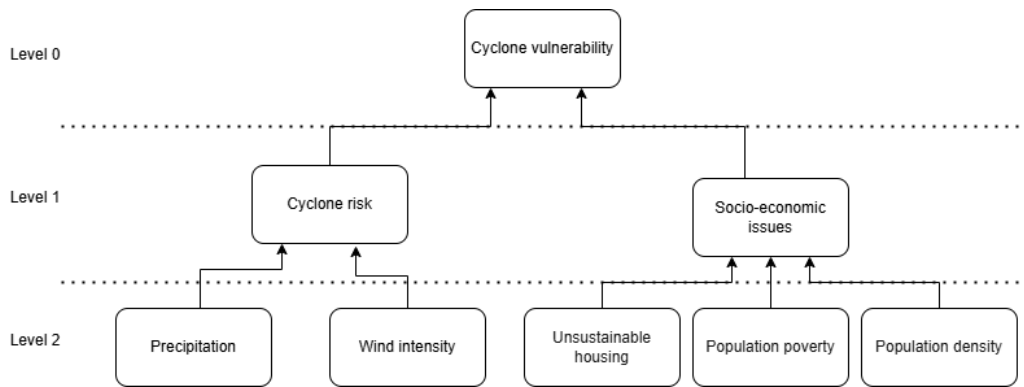 Level 0
Cyclone vulnerability
Level 1
Cyclone risk
Socio-economic
issues
Level 2
Precipitation
Wind intensity
Unsustainable
housing
Population poverty
Population density